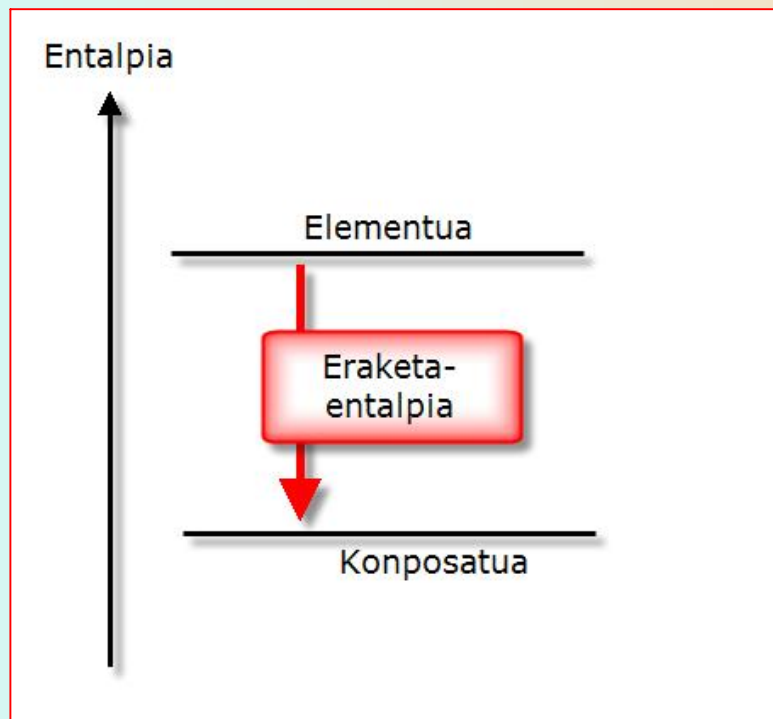 Entalpia
Elementua
Eraketa-
entalpia
Konposatua